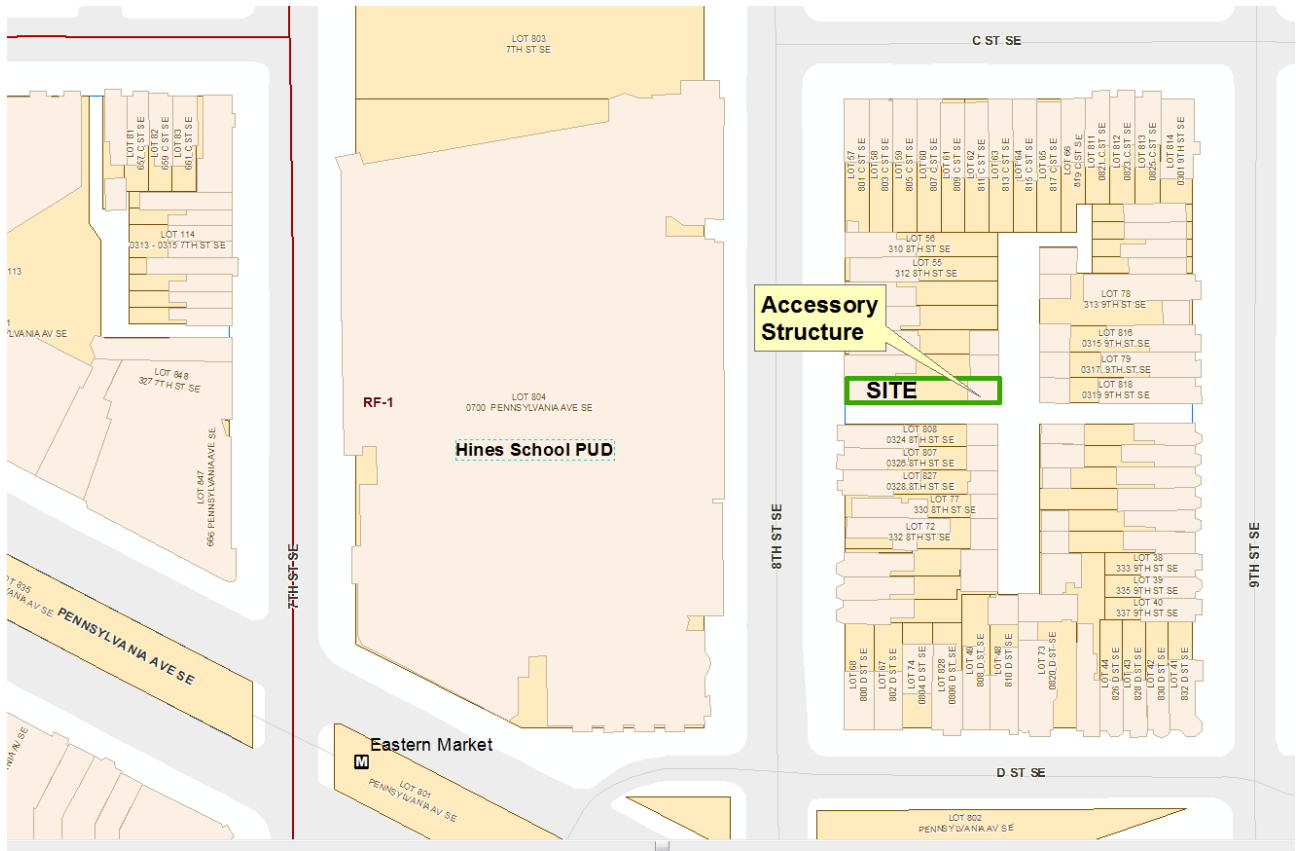 C ST SE
LOT 803
7TH ST SE
LOT 81
657 C ST SE
LOT 82
659 C ST SE
LOT 83
661 C ST SE
LOT 57
801 C ST SE
LOT 58
803 C ST SE
LOT 59
805 C ST SE
LOT 60
807 C ST SE
LOT 61
809 C ST SE
LOT 62
811 C ST SE
LOT 63
813 C ST SE
LOT 64
815 C ST SE
LOT 65
817 C ST SE
LOT 66
819 C ST SE
LOT 811
0821 C ST SE
LOT 812
0823 C ST SE
LOT 813
0825 C ST SE
LOT 814
0301 9TH ST SE
LOT 114
0313 - 0315 7TH ST SE
LOT 56
310 8TH ST SE
LOT 55
312 8TH ST SE
113
LOT 78
313 9TH ST SE
Accessory
Structure
LVANIA AV SE
LOT 816
0315 9TH ST SE
LOT 79
0317 9TH ST SE
LOT 848
327 7TH ST SE
LOT 818
0319 9TH ST SE
SITE
RF-1
LOT 804
0700 PENNSYLVANIA AVE SE
Hines School PUD
LOT 808
0324 8TH ST SE
LOT 807
0326 8TH ST SE
LOT 827
0328 8TH ST SE
LOT 77
330 8TH ST SE
LOT 72
332 8TH ST SE
LOT 847
666 PENNSYLVANIA AVE SE
7TH ST SE
8TH ST SE
9TH ST SE
LOT 38
333 9TH ST SE
LOT 39
335 9TH ST SE
LOT 40
337 9TH ST SE
OT 835
VANIA AV SE
PENNSYLVANIA AVE SE
LOT 68
800 D ST SE
LOT 67
802 D ST SE
LOT 74
0804 D ST SE
LOT 828
0806 D ST SE
LOT 49
808 D ST SE
LOT 48
810 D ST SE
LOT 73
0820 D ST SE
LOT 44
826 D ST SE
LOT 43
828 D ST SE
LOT 42
830 D ST SE
LOT 41
832 D ST SE
NIA AV SE
Eastern Market
M
LOT 801
PENNSYLVANIA AV SE
D ST SE
LOT 802
PENNSYLVANIA AV SE